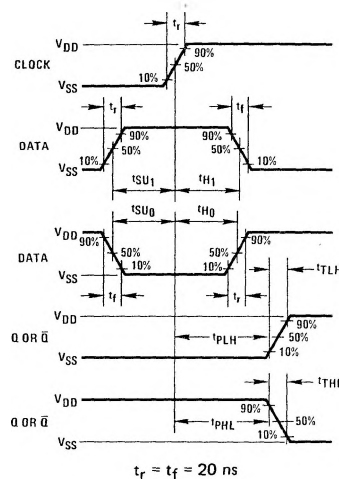 tr
VDD
90%
CLOCK
50%
VSS
10%
tr
tf
VDD
90%
90%
DATA
50%
50%
VSS
10%
10%
tSU1
tH1
tSU0
tH0
VDD
90%
90%
DATA
50%
50%
VSS
10%
10%
tf
tr
tTLH
VDD
90%
Q OR Q̅
tPLH
50%
VSS
10%
tTHL
VDD
90%
Q OR Q̅
tPHL
50%
10%
VSS
tr = tf = 20 ns